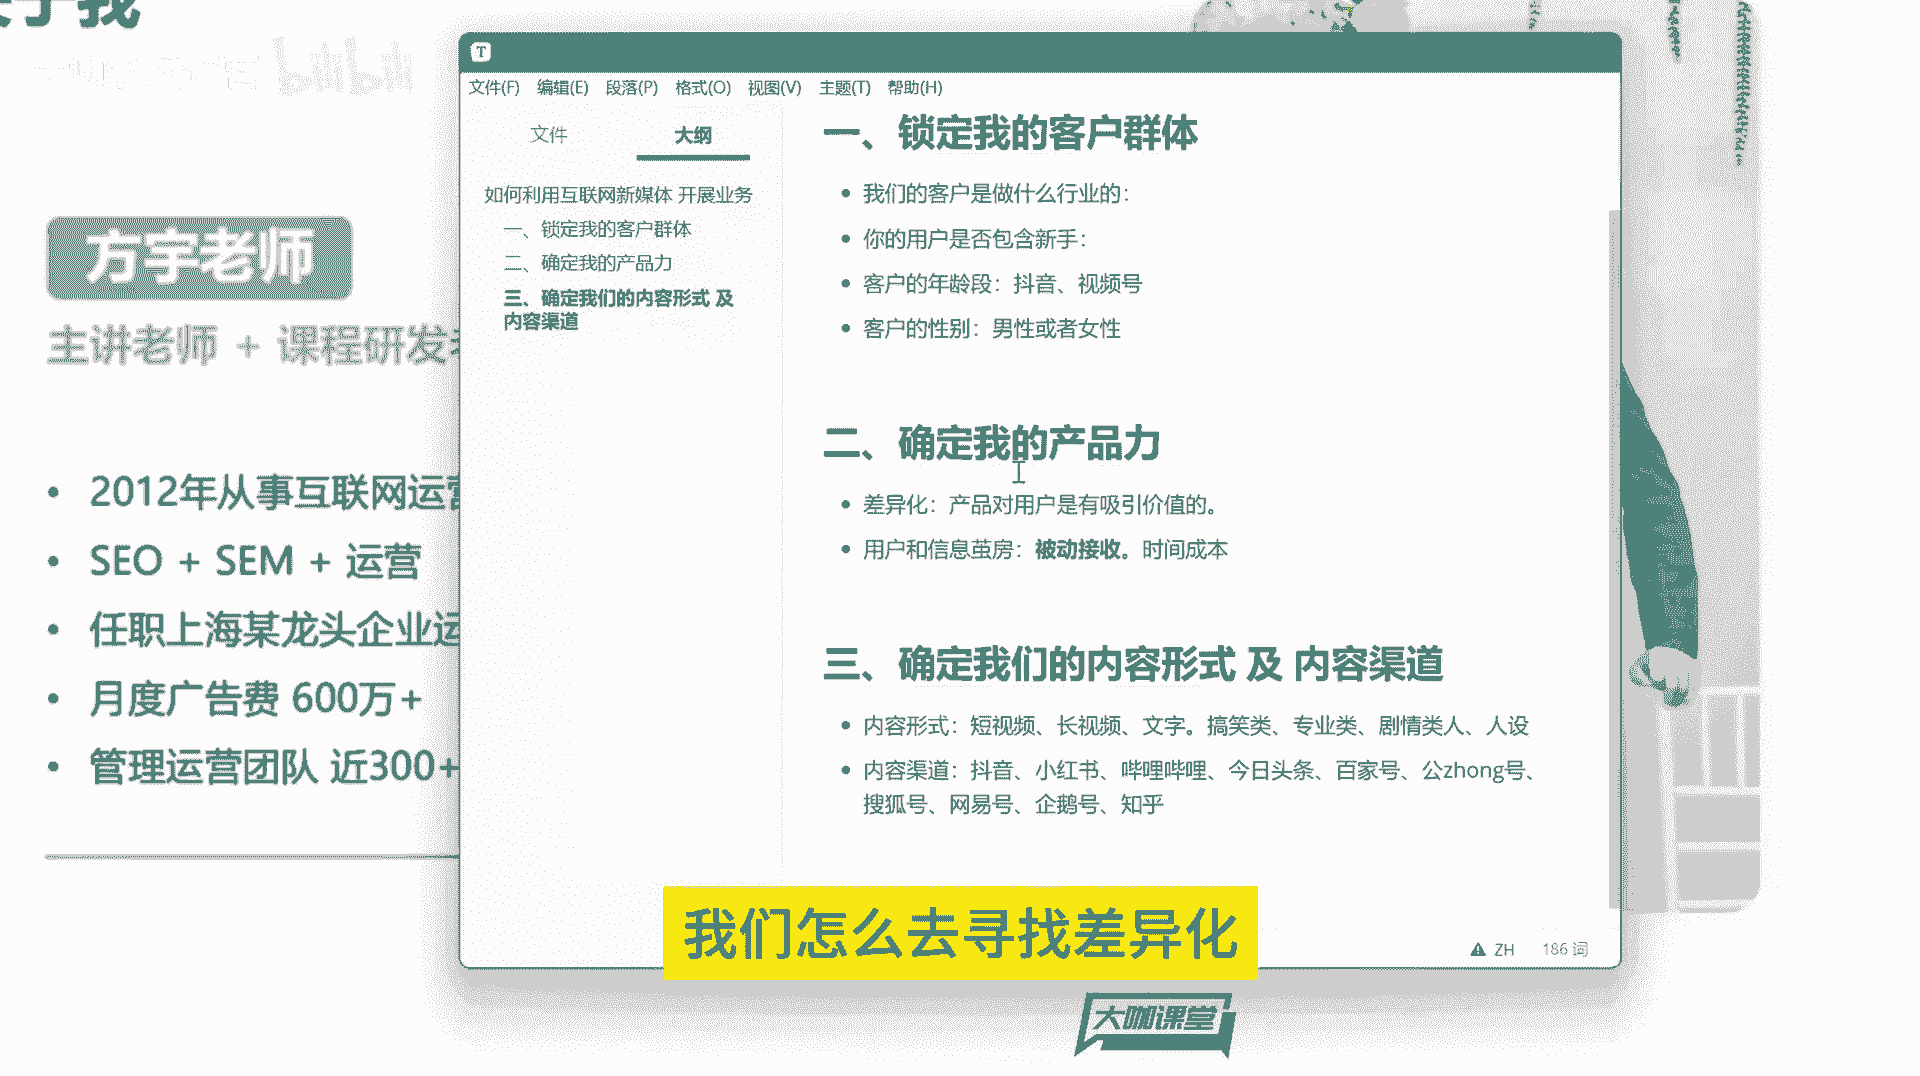 于我
bilibili
T
文件(F) 编辑(E) 段落(P) 格式(O) 视图(V) 主题(T) 帮助(H)
文件 大纲
如何利用互联网新媒体 开展业务
一、锁定我的客户群体
二、确定我的产品力
三、确定我们的内容形式 及
内容渠道
一、锁定我的客户群体
我们的客户是做什么行业的：
你的用户是否包含新手：
客户的年龄段：抖音、视频号
客户的性别：男性或者女性
二、确定我的产品力
差异化：产品对用户是有吸引价值的。
用户和信息茧房：被动接收。时间成本
三、确定我们的内容形式 及 内容渠道
内容形式：短视频、长视频、文字。搞笑类、专业类、剧情类人、人设
内容渠道：抖音、小红书、哔哩哔哩、今日头条、百家号、公zhong号、
搜狐号、网易号、企鹅号、知乎
ZH 186 词
方宇老师
主讲老师 + 课程研发
2012年从事互联网运营
SEO + SEM + 运营
任职上海某龙头企业运
月度广告费 600万+
管理运营团队 近300+
我们怎么去寻找差异化
大咖课堂